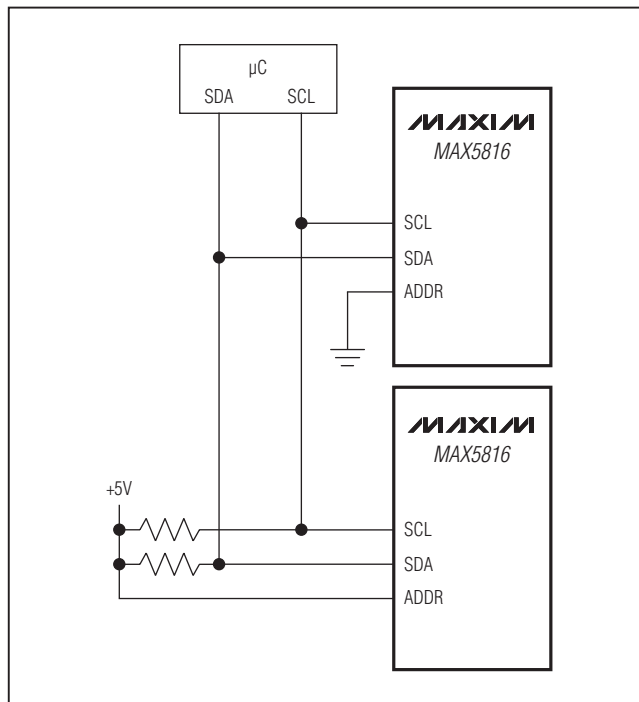 µC
SDA SCL
MAXIM
MAX5816
SCL
SDA
ADDR
MAXIM
MAX5816
+5V
SCL
SDA
ADDR